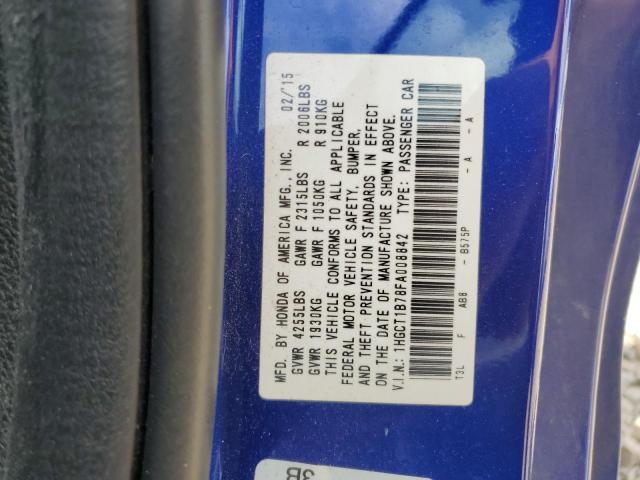 MFD. BY HONDA OF AMERICA MFG., INC. 02/'15
GVWR 4255LBS GAWR F 2315LBS R 2006LBS
GVWR 1930KG GAWR F 1050KG R 910KG
THIS VEHICLE CONFORMS TO ALL APPLICABLE
FEDERAL MOTOR VEHICLE SAFETY, BUMPER,
AND THEFT PREVENTION STANDARDS IN EFFECT
ON THE DATE OF MANUFACTURE SHOWN ABOVE.
V.I.N.: 1HGCT1B78FA008842 TYPE: PASSENGER CAR
T3L F AB8 - B575P - A - A
3B